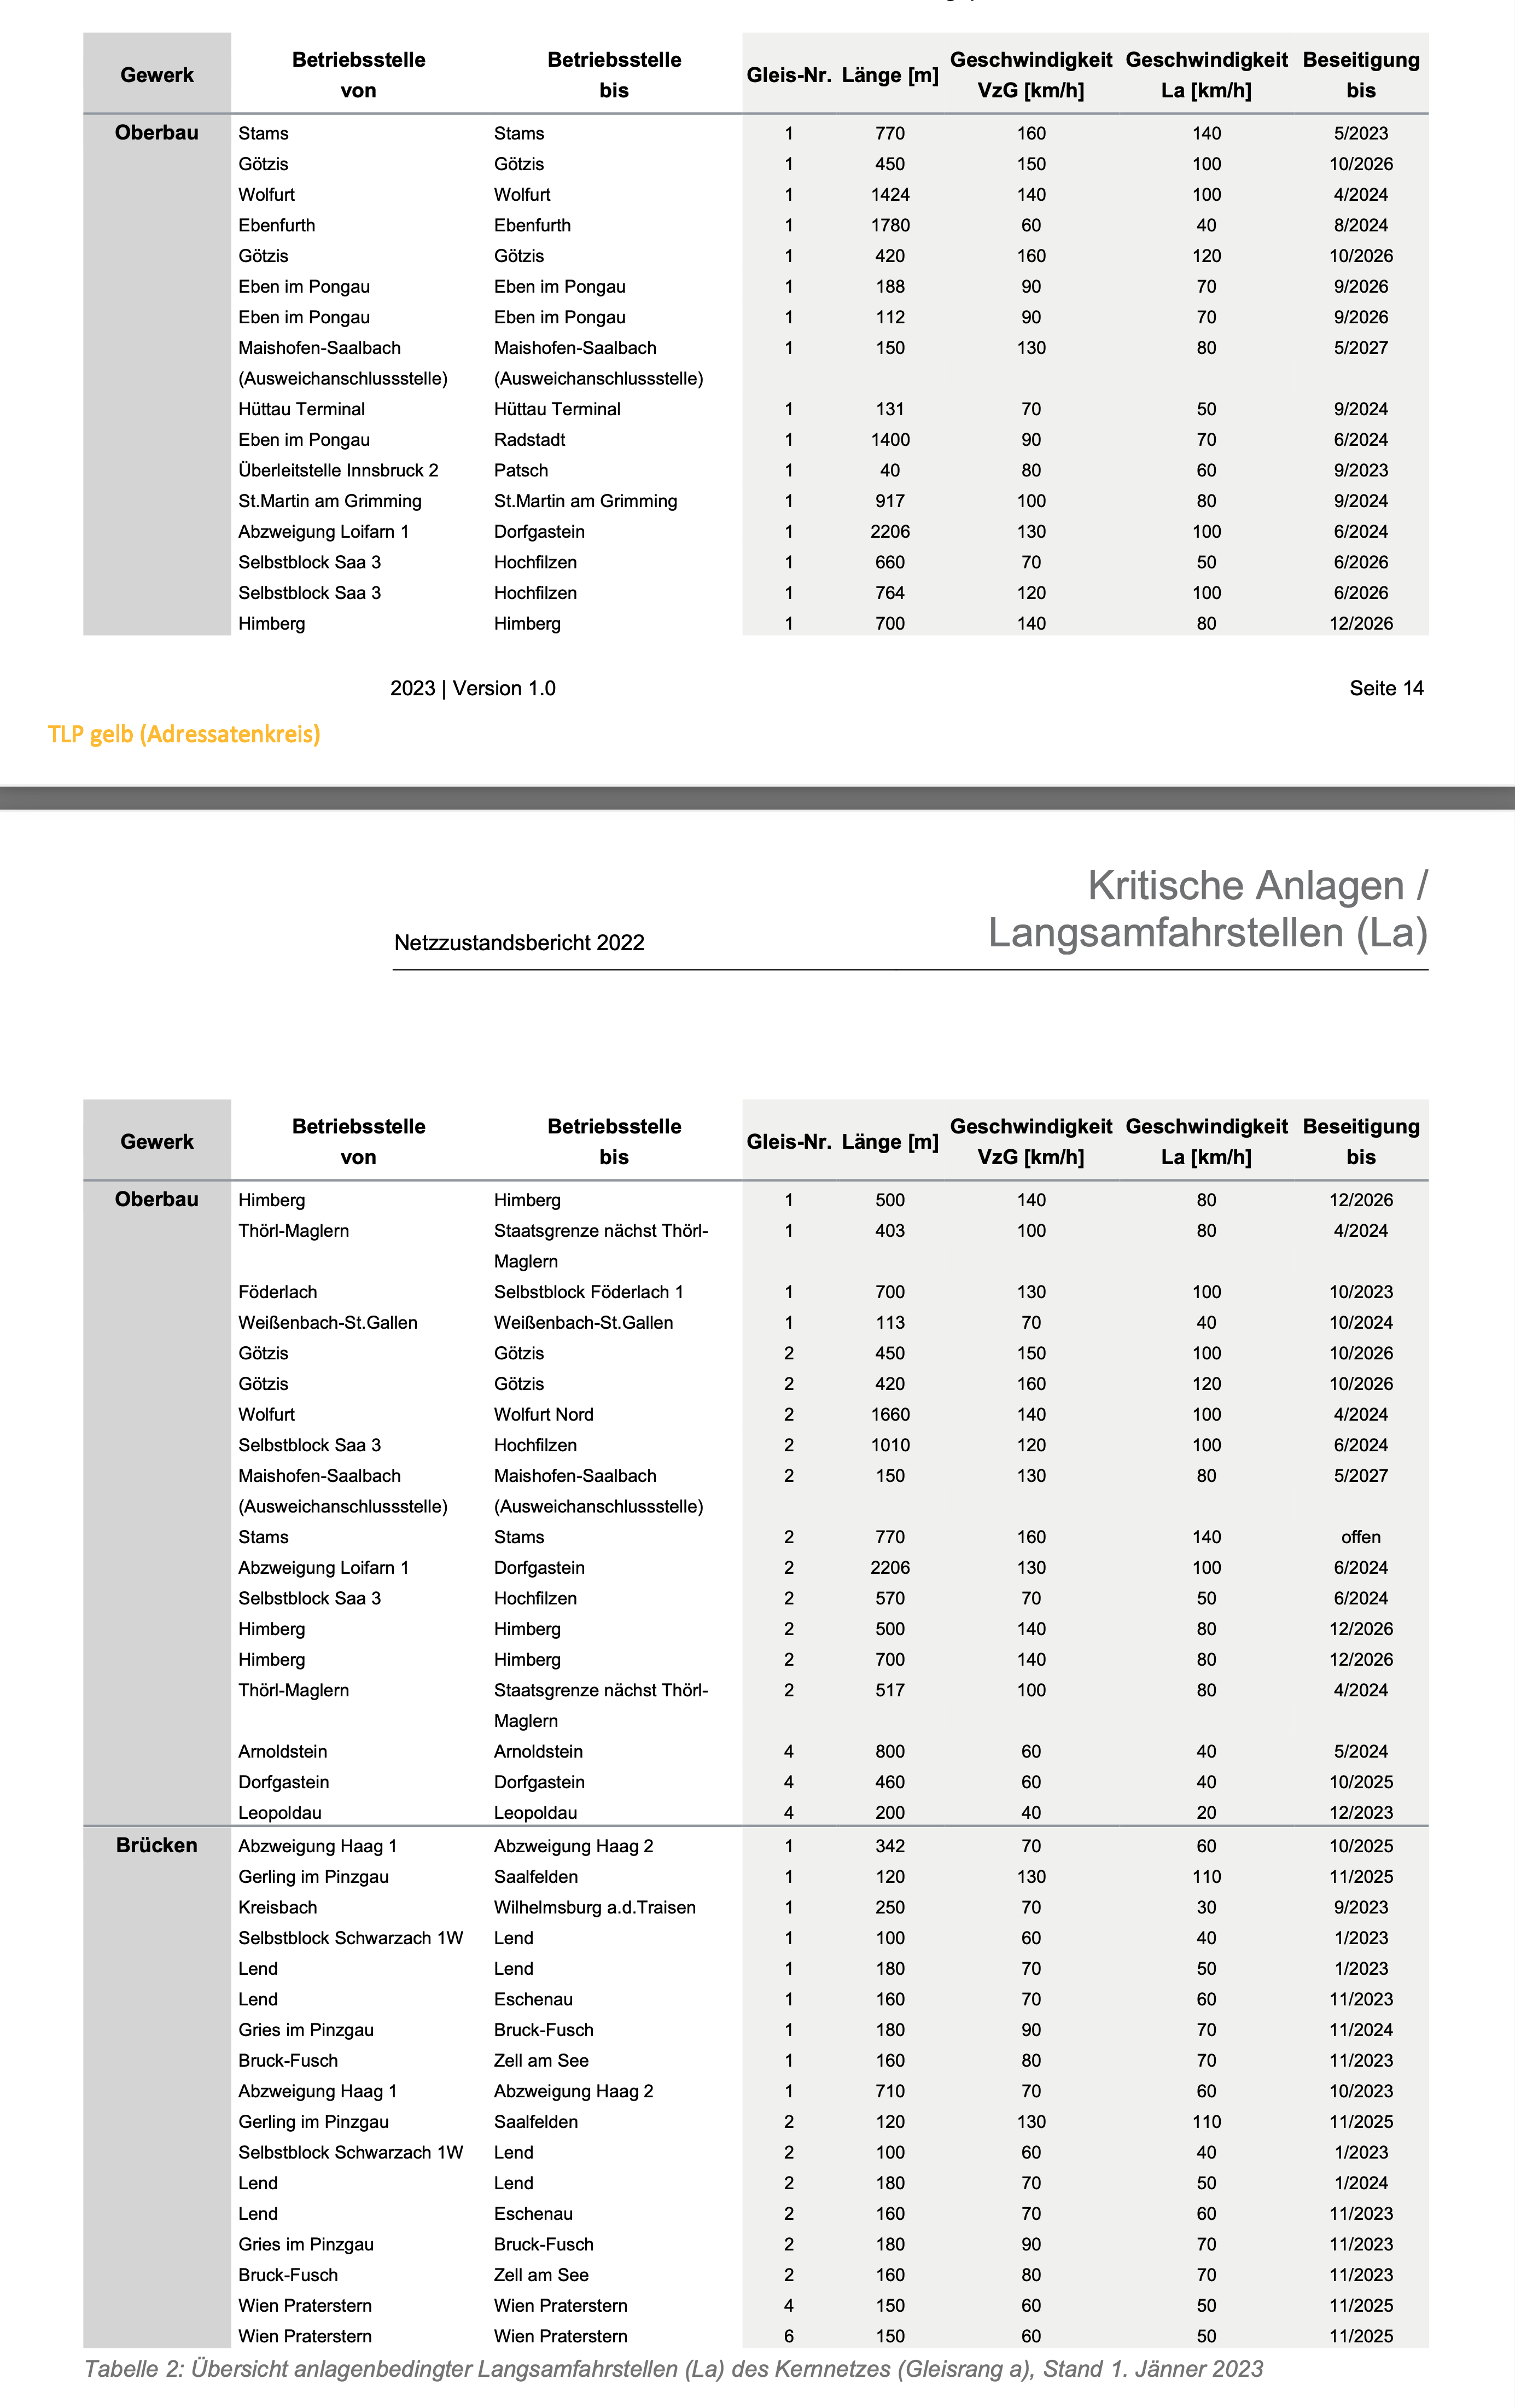 Gewerk Betriebsstelle von Betriebsstelle bis Gleis-Nr. Länge [m] Geschwindigkeit VzG [km/h] Geschwindigkeit La [km/h] Beseitigung bis
Oberbau Stams Stams 1 770 160 140 5/2023
Götzis Götzis 1 450 150 100 10/2026
Wolfurt Wolfurt 1 1424 140 100 4/2024
Ebenfurth Ebenfurth 1 1780 60 40 8/2024
Götzis Götzis 1 420 160 120 10/2026
Eben im Pongau Eben im Pongau 1 188 90 70 9/2026
Eben im Pongau Eben im Pongau 1 112 90 70 9/2026
Maishofen-Saalbach Maishofen-Saalbach 1 150 130 80 5/2027
(Ausweichanschlussstelle) (Ausweichanschlussstelle)
Hüttau Terminal Hüttau Terminal 1 131 70 50 9/2024
Eben im Pongau Radstadt 1 1400 90 70 6/2024
Überleitstelle Innsbruck 2 Patsch 1 40 80 60 9/2023
St.Martin am Grimming St.Martin am Grimming 1 917 100 80 9/2024
Abzweigung Loifarn 1 Dorfgastein 1 2206 130 100 6/2024
Selbstblock Saa 3 Hochfilzen 1 660 70 50 6/2026
Selbstblock Saa 3 Hochfilzen 1 764 120 100 6/2026
Himberg Himberg 1 700 140 80 12/2026
2023 | Version 1.0 Seite 14
TLP gelb (Adressatenkreis)
Kritische Anlagen /
Netzzustandsbericht 2022 Langsamfahrstellen (La)
Gewerk Betriebsstelle von Betriebsstelle bis Gleis-Nr. Länge [m] Geschwindigkeit VzG [km/h] Geschwindigkeit La [km/h] Beseitigung bis
Oberbau Himberg Himberg 1 500 140 80 12/2026
Thörl-Maglern Staatsgrenze nächst Thörl- 1 403 100 80 4/2024
Maglern
Föderlach Selbstblock Föderlach 1 1 700 130 100 10/2023
Weißenbach-St.Gallen Weißenbach-St.Gallen 1 113 70 40 10/2024
Götzis Götzis 2 450 150 100 10/2026
Götzis Götzis 2 420 160 120 10/2026
Wolfurt Wolfurt Nord 2 1660 140 100 4/2024
Selbstblock Saa 3 Hochfilzen 2 1010 120 100 6/2024
Maishofen-Saalbach Maishofen-Saalbach 2 150 130 80 5/2027
(Ausweichanschlussstelle) (Ausweichanschlussstelle)
Stams Stams 2 770 160 140 offen
Abzweigung Loifarn 1 Dorfgastein 2 2206 130 100 6/2024
Selbstblock Saa 3 Hochfilzen 2 570 70 50 6/2024
Himberg Himberg 2 500 140 80 12/2026
Himberg Himberg 2 700 140 80 12/2026
Thörl-Maglern Staatsgrenze nächst Thörl- 2 517 100 80 4/2024
Maglern
Arnoldstein Arnoldstein 4 800 60 40 5/2024
Dorfgastein Dorfgastein 4 460 60 40 10/2025
Leopoldau Leopoldau 4 200 40 20 12/2023
Brücken Abzweigung Haag 1 Abzweigung Haag 2 1 342 70 60 10/2025
Gerling im Pinzgau Saalfelden 1 120 130 110 11/2025
Kreisbach Wilhelmsburg a.d.Traisen 1 250 70 30 9/2023
Selbstblock Schwarzach 1W Lend 1 100 60 40 1/2023
Lend Lend 1 180 70 50 1/2023
Lend Eschenau 1 160 70 60 11/2023
Gries im Pinzgau Bruck-Fusch 1 180 90 70 11/2024
Bruck-Fusch Zell am See 1 160 80 70 11/2023
Abzweigung Haag 1 Abzweigung Haag 2 1 710 70 60 10/2023
Gerling im Pinzgau Saalfelden 2 120 130 110 11/2025
Selbstblock Schwarzach 1W Lend 2 100 60 40 1/2023
Lend Lend 2 180 70 50 1/2024
Lend Eschenau 2 160 70 60 11/2023
Gries im Pinzgau Bruck-Fusch 2 180 90 70 11/2023
Bruck-Fusch Zell am See 2 160 80 70 11/2023
Wien Praterstern Wien Praterstern 4 150 60 50 11/2025
Wien Praterstern Wien Praterstern 6 150 60 50 11/2025
Tabelle 2: Übersicht anlagenbedingter Langsamfahrstellen (La) des Kernnetzes (Gleisrang a), Stand 1. Jänner 2023